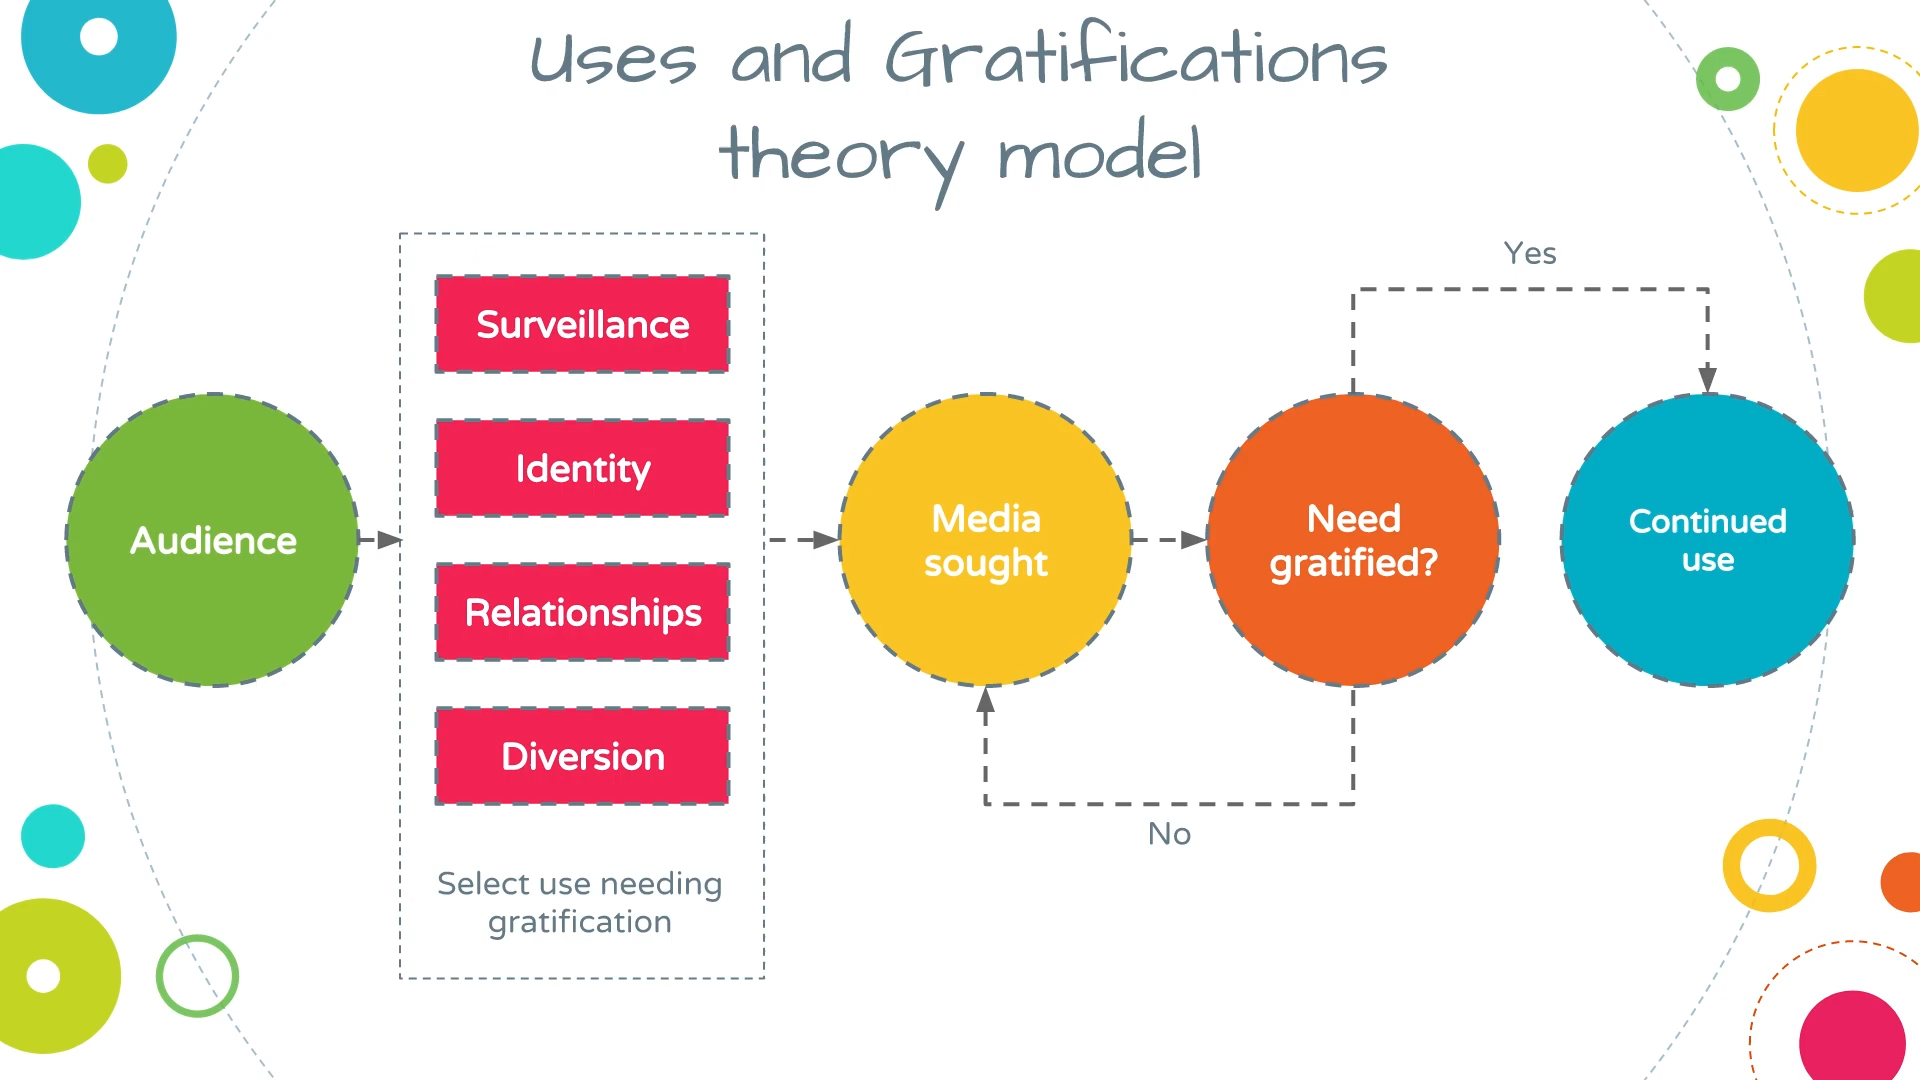 Uses and Gratifications
theory model
Audience
Surveillance
Identity
Relationships
Diversion
Select use needing
gratification
Media
sought
Need
gratified?
Yes
No
Continued
use